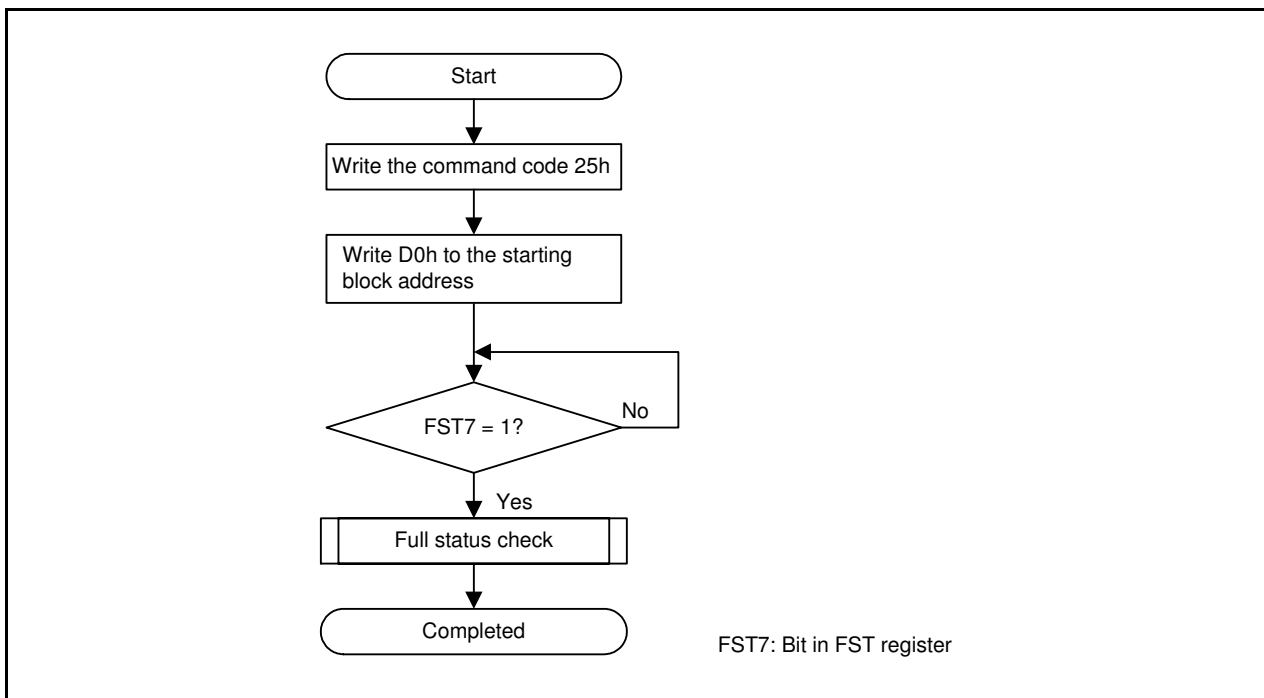 Start
Write the command code 25h
Write D0h to the starting
block address
FST7 = 1?
No
Yes
Full status check
Completed
FST7: Bit in FST register